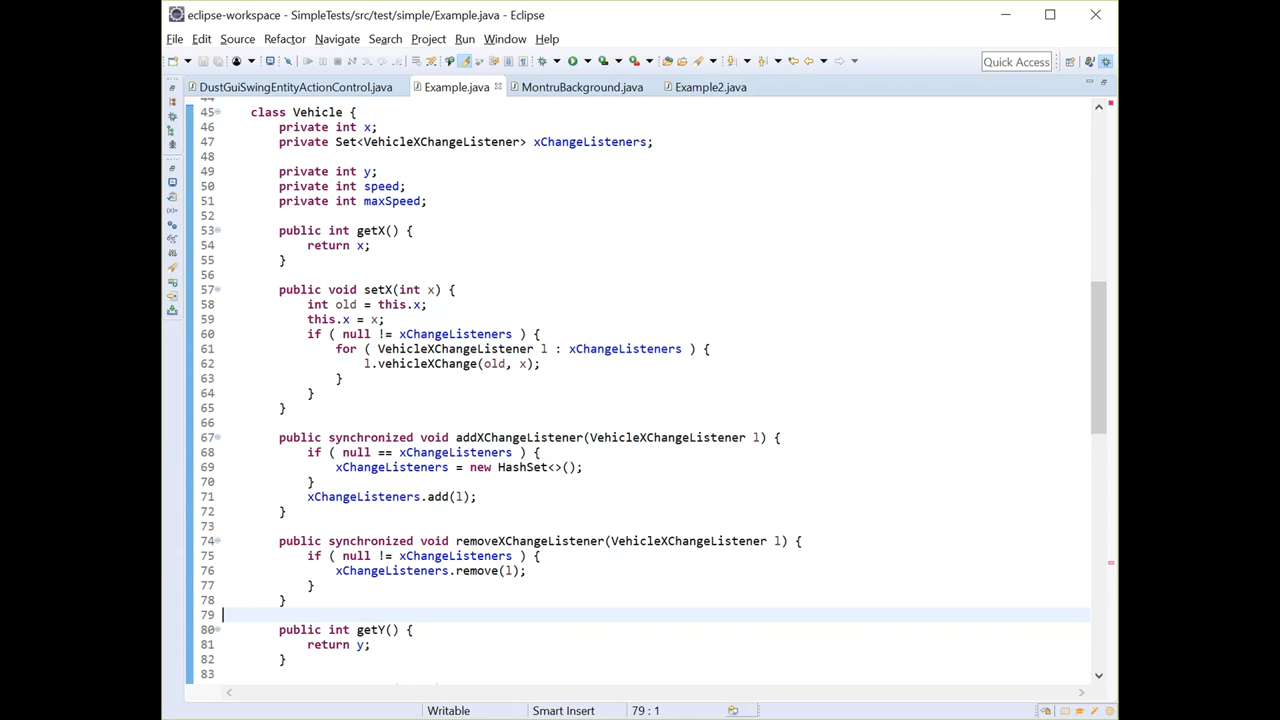 eclipse-workspace - SimpleTests/src/test/simple/Example.java - Eclipse
File Edit Source Refactor Navigate Search Project Run Window Help
Quick Access
DustGuiSwingEntityActionControl.java Example.java MontruBackground.java Example2.java
45 class Vehicle {
46 private int x;
47 private Set<VehicleXChangeListener> xChangeListeners;
48
49 private int y;
50 private int speed;
51 private int maxSpeed;
52
53 public int getX() {
54 return x;
55 }
56
57 public void setX(int x) {
58 int old = this.x;
59 this.x = x;
60 if ( null != xChangeListeners ) {
61 for ( VehicleXChangeListener l : xChangeListeners ) {
62 l.vehicleXChange(old, x);
63 }
64 }
65 }
66
67 public synchronized void addXChangeListener(VehicleXChangeListener l) {
68 if ( null == xChangeListeners ) {
69 xChangeListeners = new HashSet<>();
70 }
71 xChangeListeners.add(l);
72 }
73
74 public synchronized void removeXChangeListener(VehicleXChangeListener l) {
75 if ( null != xChangeListeners ) {
76 xChangeListeners.remove(l);
77 }
78 }
79
80 public int getY() {
81 return y;
82 }
83
Writable Smart Insert 79 : 1